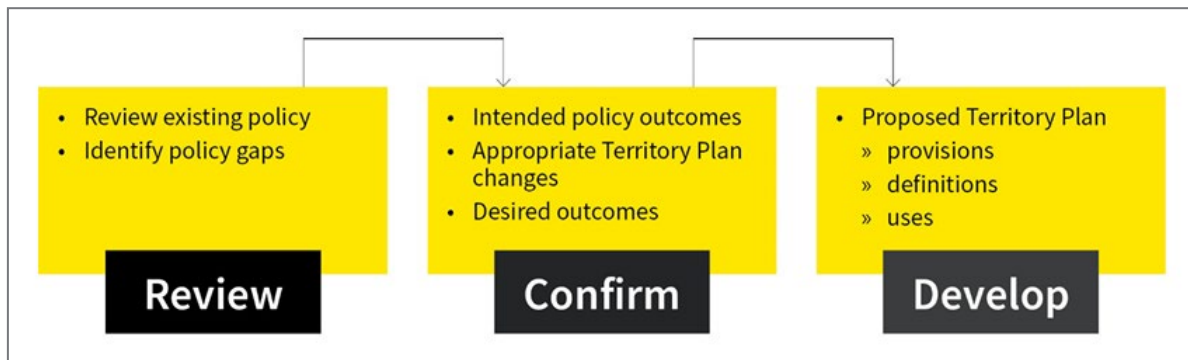 • Review existing policy
• Identify policy gaps
Review
• Intended policy outcomes
• Appropriate Territory Plan
changes
• Desired outcomes
Confirm
• Proposed Territory Plan
» provisions
» definitions
» uses
Develop